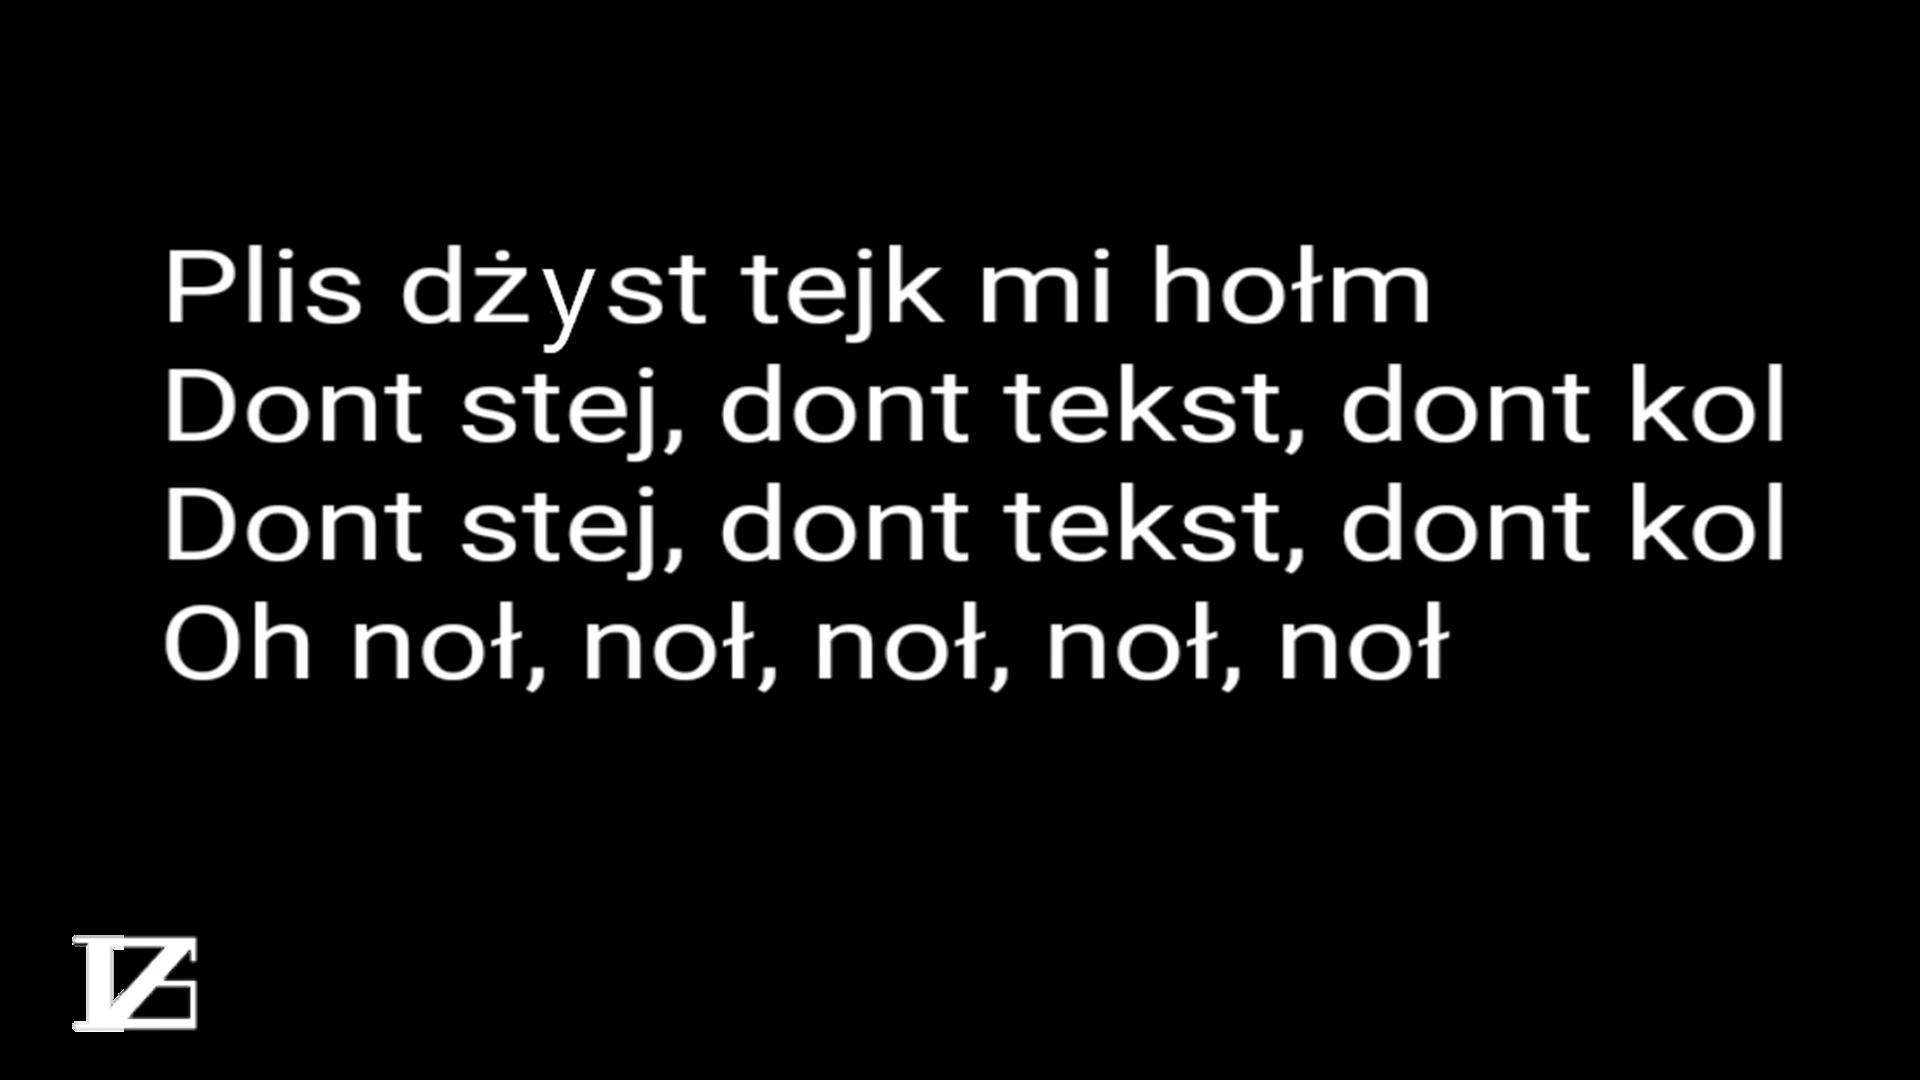 Plis dżyst tejk mi hołm
Dont stej, dont tekst, dont kol
Dont stej, dont tekst, dont kol
Oh noł, noł, noł, noł, noł